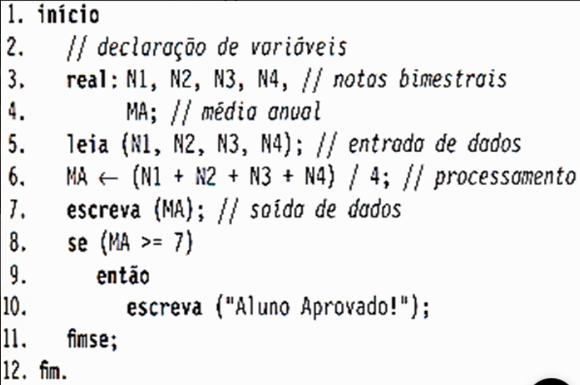 1. início
2. // declaração de variáveis
3. real: N1, N2, N3, N4, // notas bimestrais
4. MA; // média anual
5. leia (N1, N2, N3, N4); // entrada de dados
6. MA ← (N1 + N2 + N3 + N4) / 4; // processamento
7. escreva (MA); // saída de dados
8. se (MA >= 7)
9. então
10. escreva ("Aluno Aprovado!");
11. fimse;
12. fim.